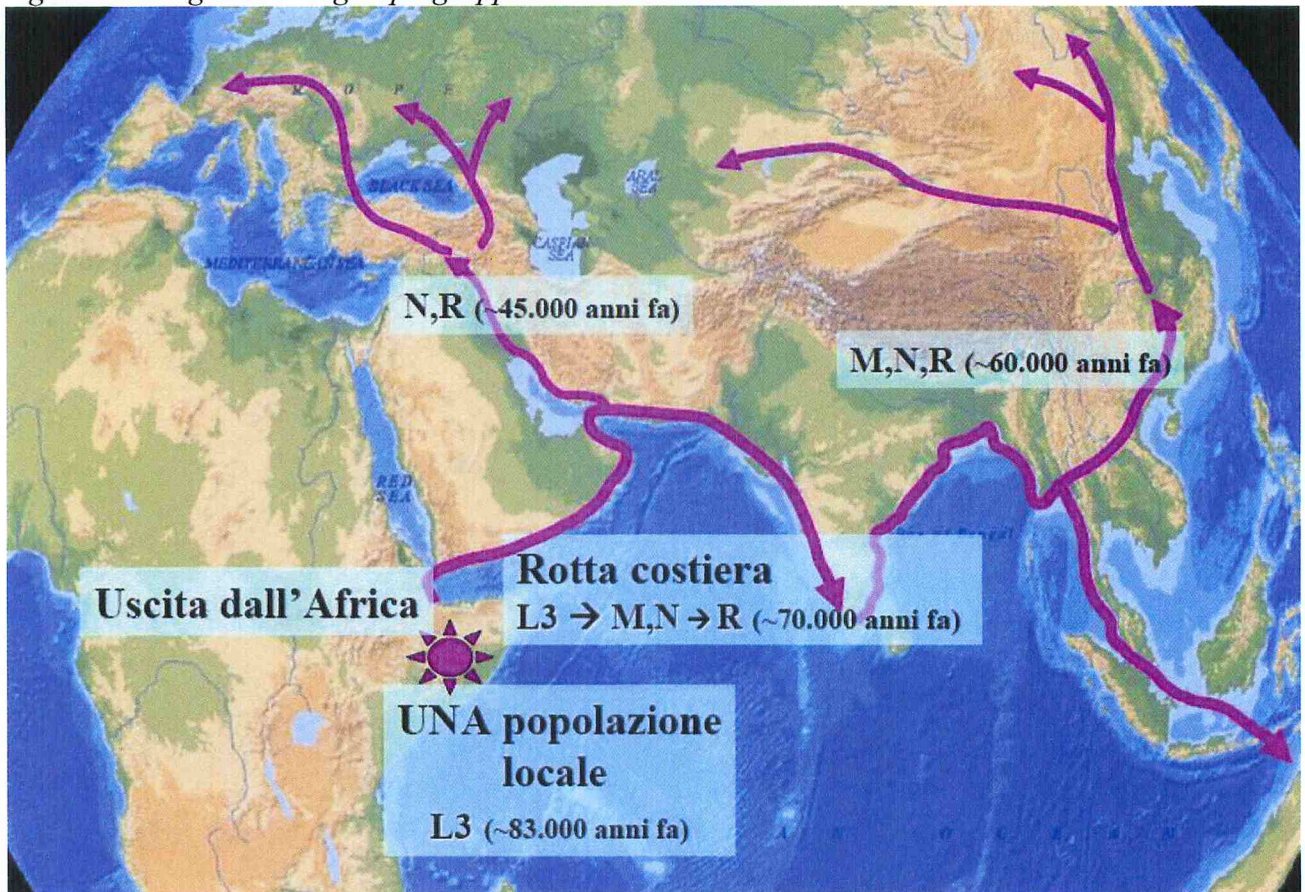 R O P E
BLACK SEA
ARAL
SEA
CASPIAN
SEA
MEDITERRANEAN SEA
N,R (~45.000 anni fa)
M,N,R (~60.000 anni fa)
RED
SEA
Uscita dall'Africa
Rotta costiera
L3 → M,N → R (~70.000 anni fa)
UNA popolazione
locale
L3 (~83.000 anni fa)